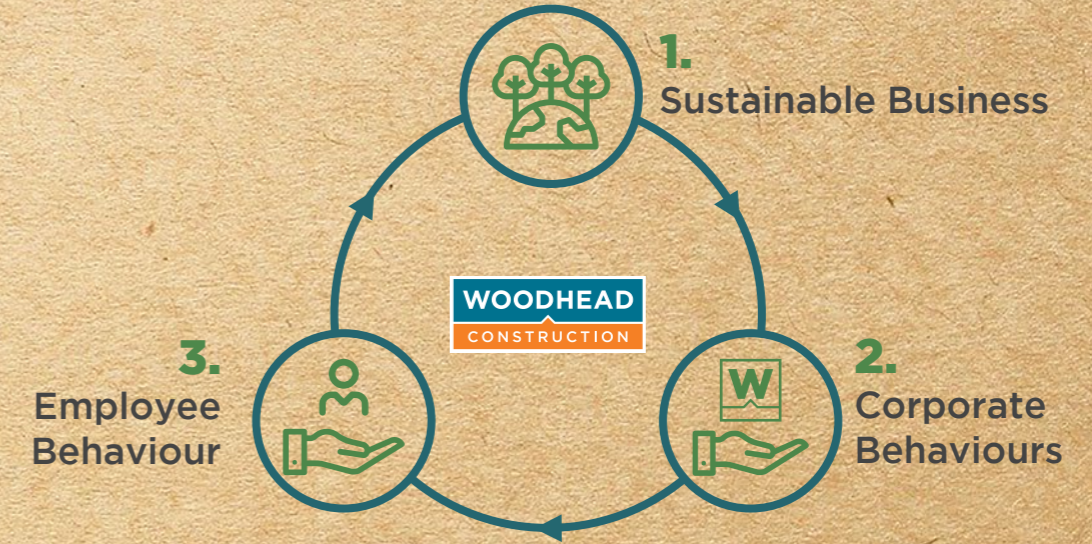 1.
Sustainable Business
WOODHEAD
CONSTRUCTION
2.
W
Corporate
Behaviours
3.
Employee
Behaviour